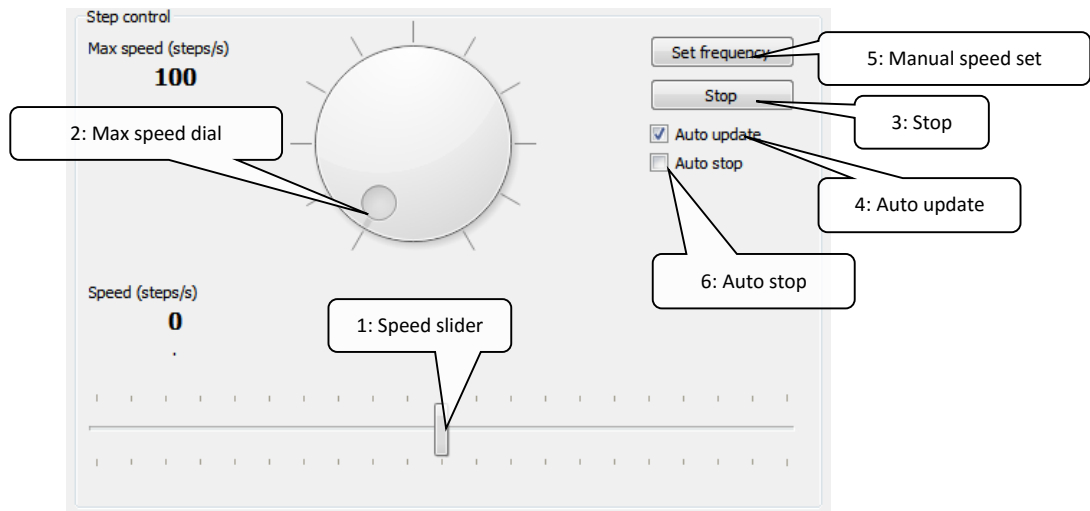 Step control
Max speed (steps/s)
100
Set frequency
5: Manual speed set
Stop
3: Stop
2: Max speed dial
Auto update
Auto stop
4: Auto update
6: Auto stop
Speed (steps/s)
0
1: Speed slider